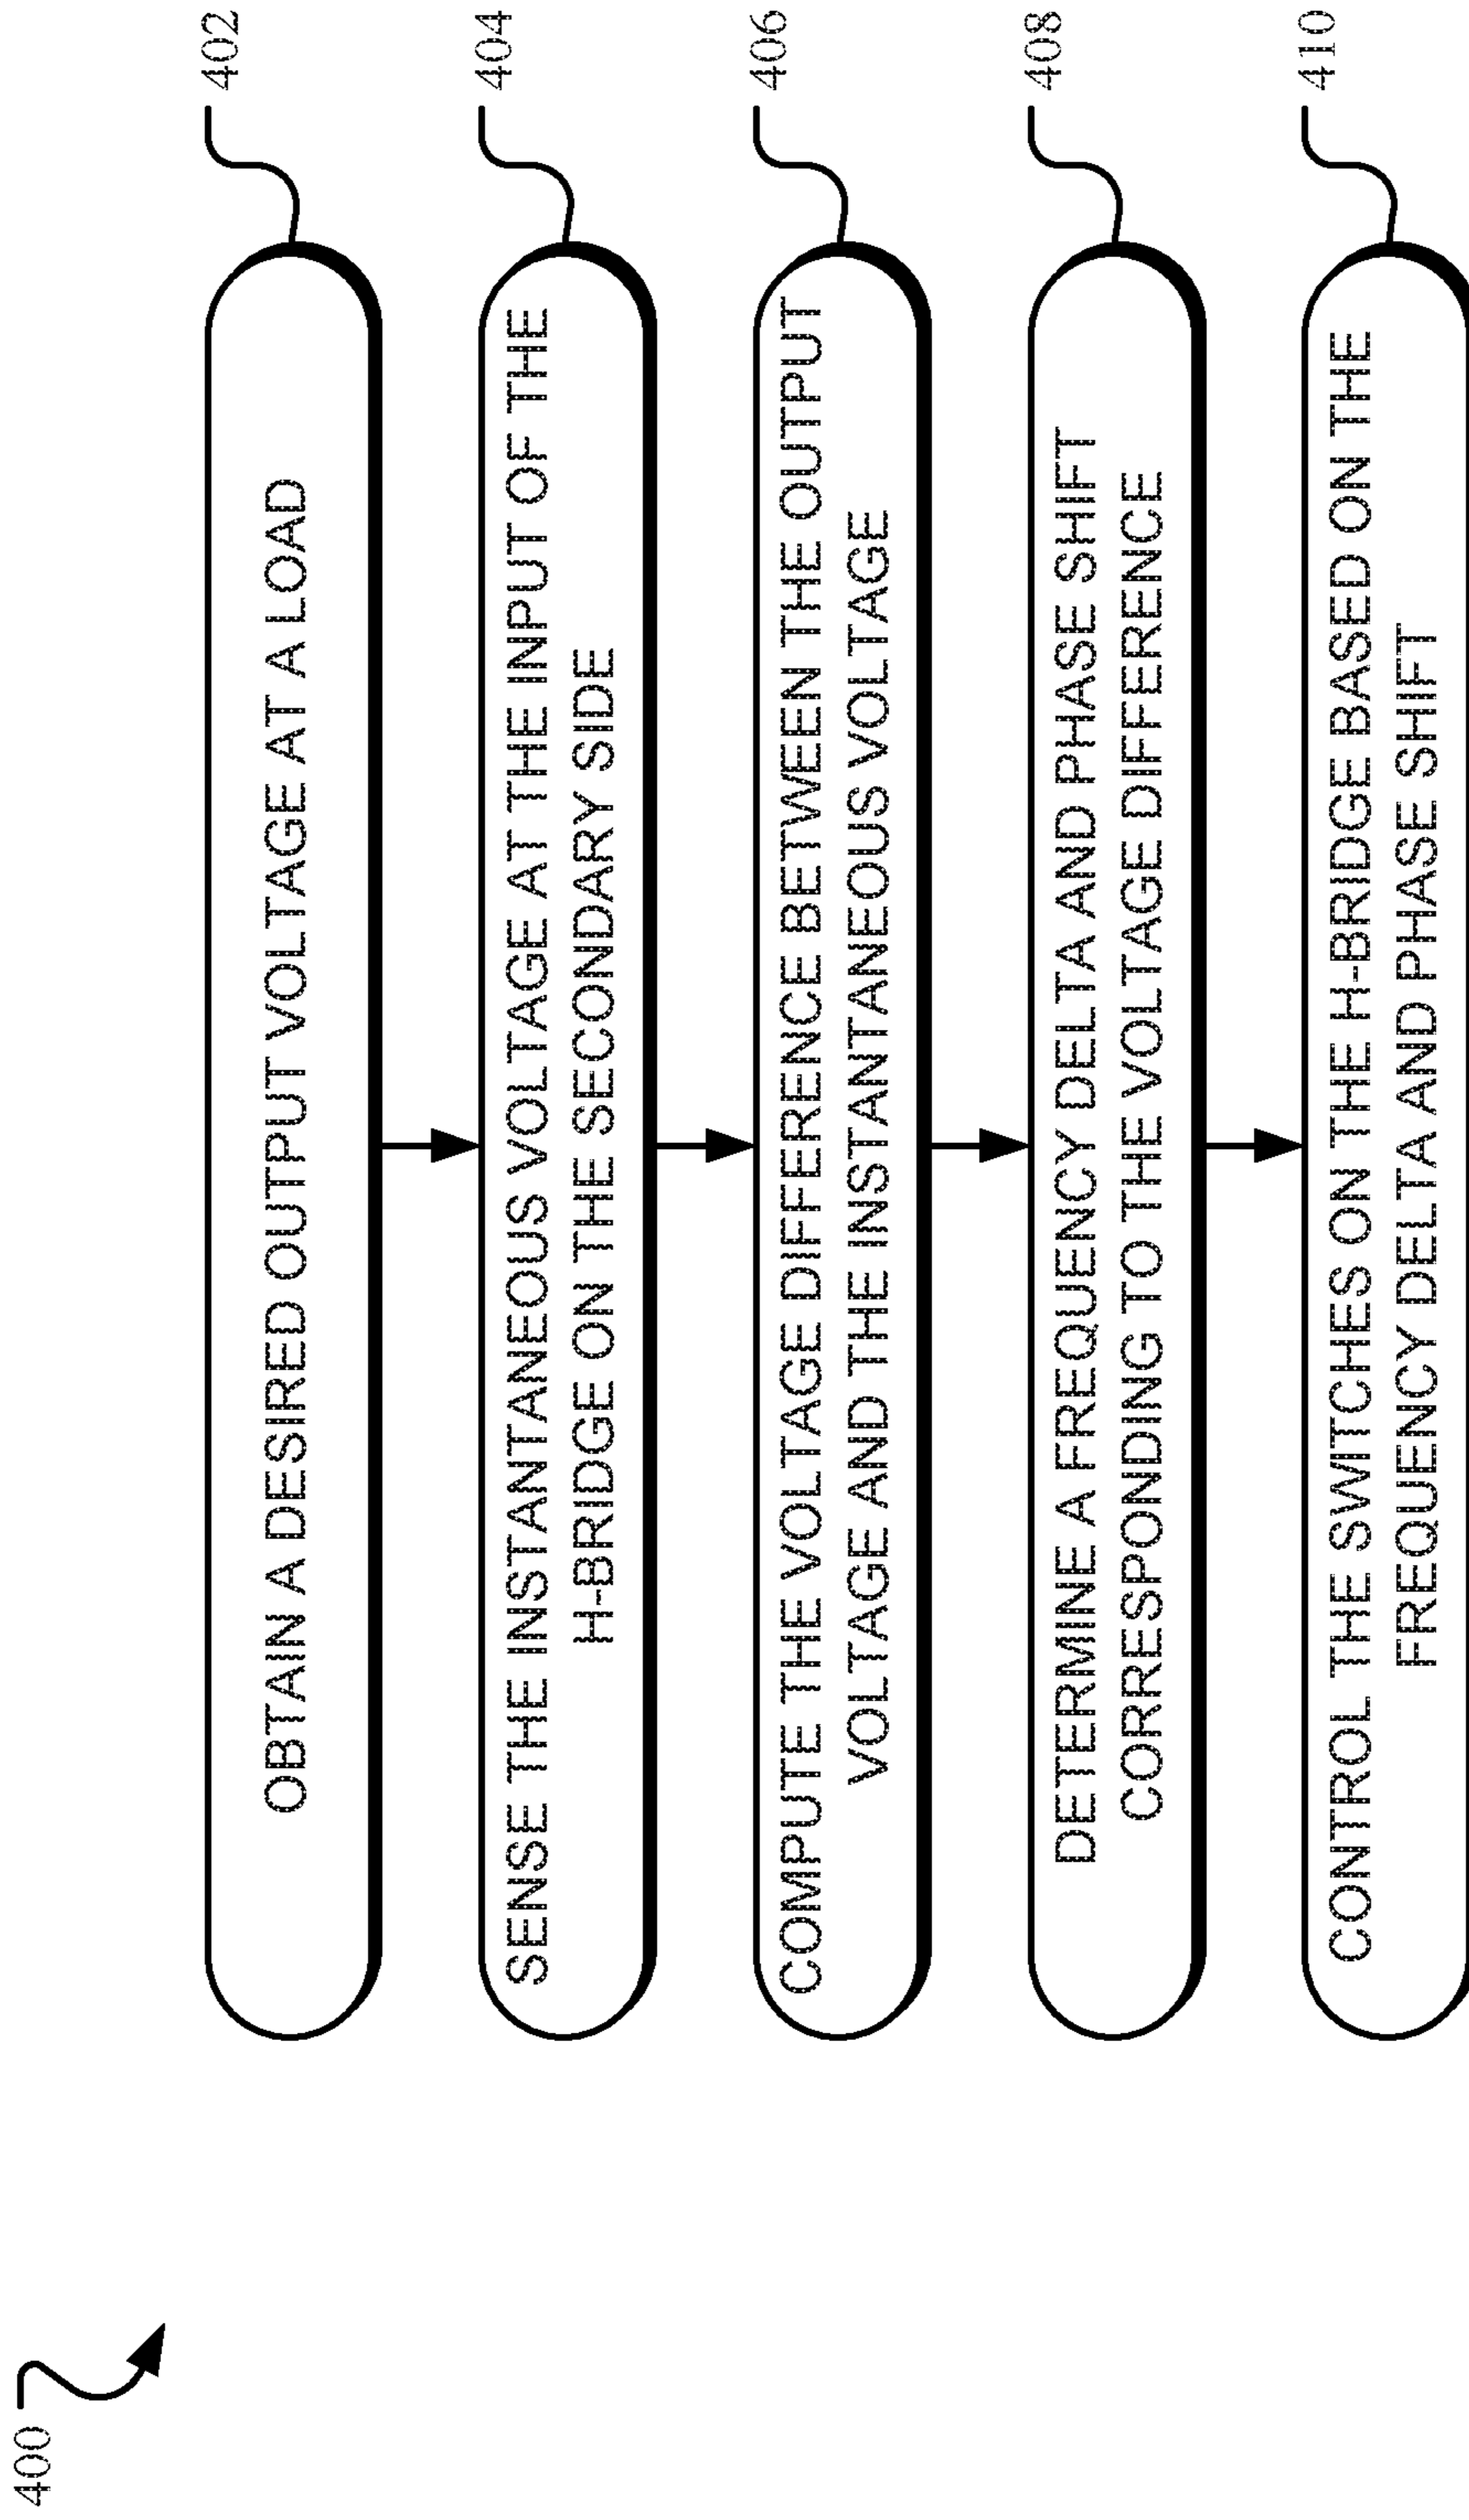 400
OBTAIN A DESIRED OUTPUT VOLTAGE AT A LOAD
402
SENSE THE INSTANTANEOUS VOLTAGE AT THE INPUT OF THE
H-BRIDGE ON THE SECONDARY SIDE
404
COMPUTE THE VOLTAGE DIFFERENCE BETWEEN THE OUTPUT
VOLTAGE AND THE INSTANTANEOUS VOLTAGE
406
DETERMINE A FREQUENCY DELTA AND PHASE SHIFT
CORRESPONDING TO THE VOLTAGE DIFFERENCE
408
CONTROL THE SWITCHES ON THE H-BRIDGE BASED ON THE
FREQUENCY DELTA AND PHASE SHIFT
410